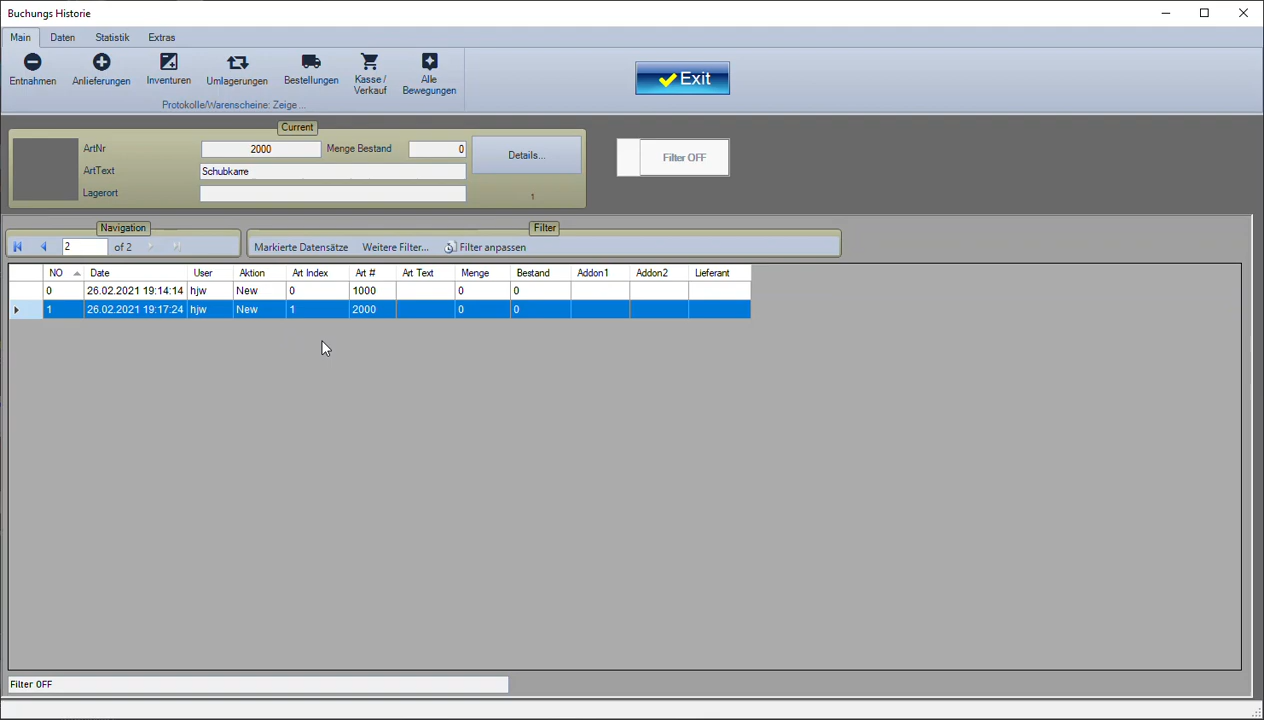 Buchungs Historie
Main Daten Statistik Extras
Entnahmen Anlieferungen Inventuren Umlagerungen Bestellungen Kasse / Verkauf Alle Bewegungen
Protokolle/Warenscheine: Zeige ...
Exit
Current
ArtNr 2000 Menge Bestand 0
Details...
Filter OFF
ArtText Schubkarre
Lagerort
1
Navigation
Filter
2 of 2
Markierte Datensätze Weitere Filter... Filter anpassen
NO Date User Aktion Art Index Art # Art Text Menge Bestand Addon1 Addon2 Lieferant
0 26.02.2021 19:14:14 hjw New 0 1000 0 0
1 26.02.2021 19:17:24 hjw New 1 2000 0 0
Filter OFF